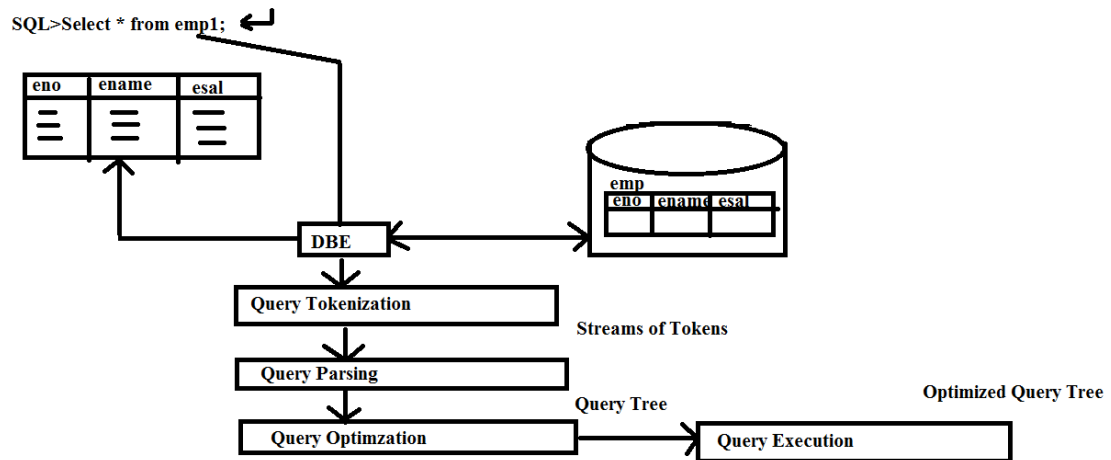 SQL>Select * from emp1;
eno ename esal
emp
eno ename esal
DBE
Query Tokenization
Streams of Tokens
Query Parsing
Query Tree
Optimized Query Tree
Query Optimzation
Query Execution